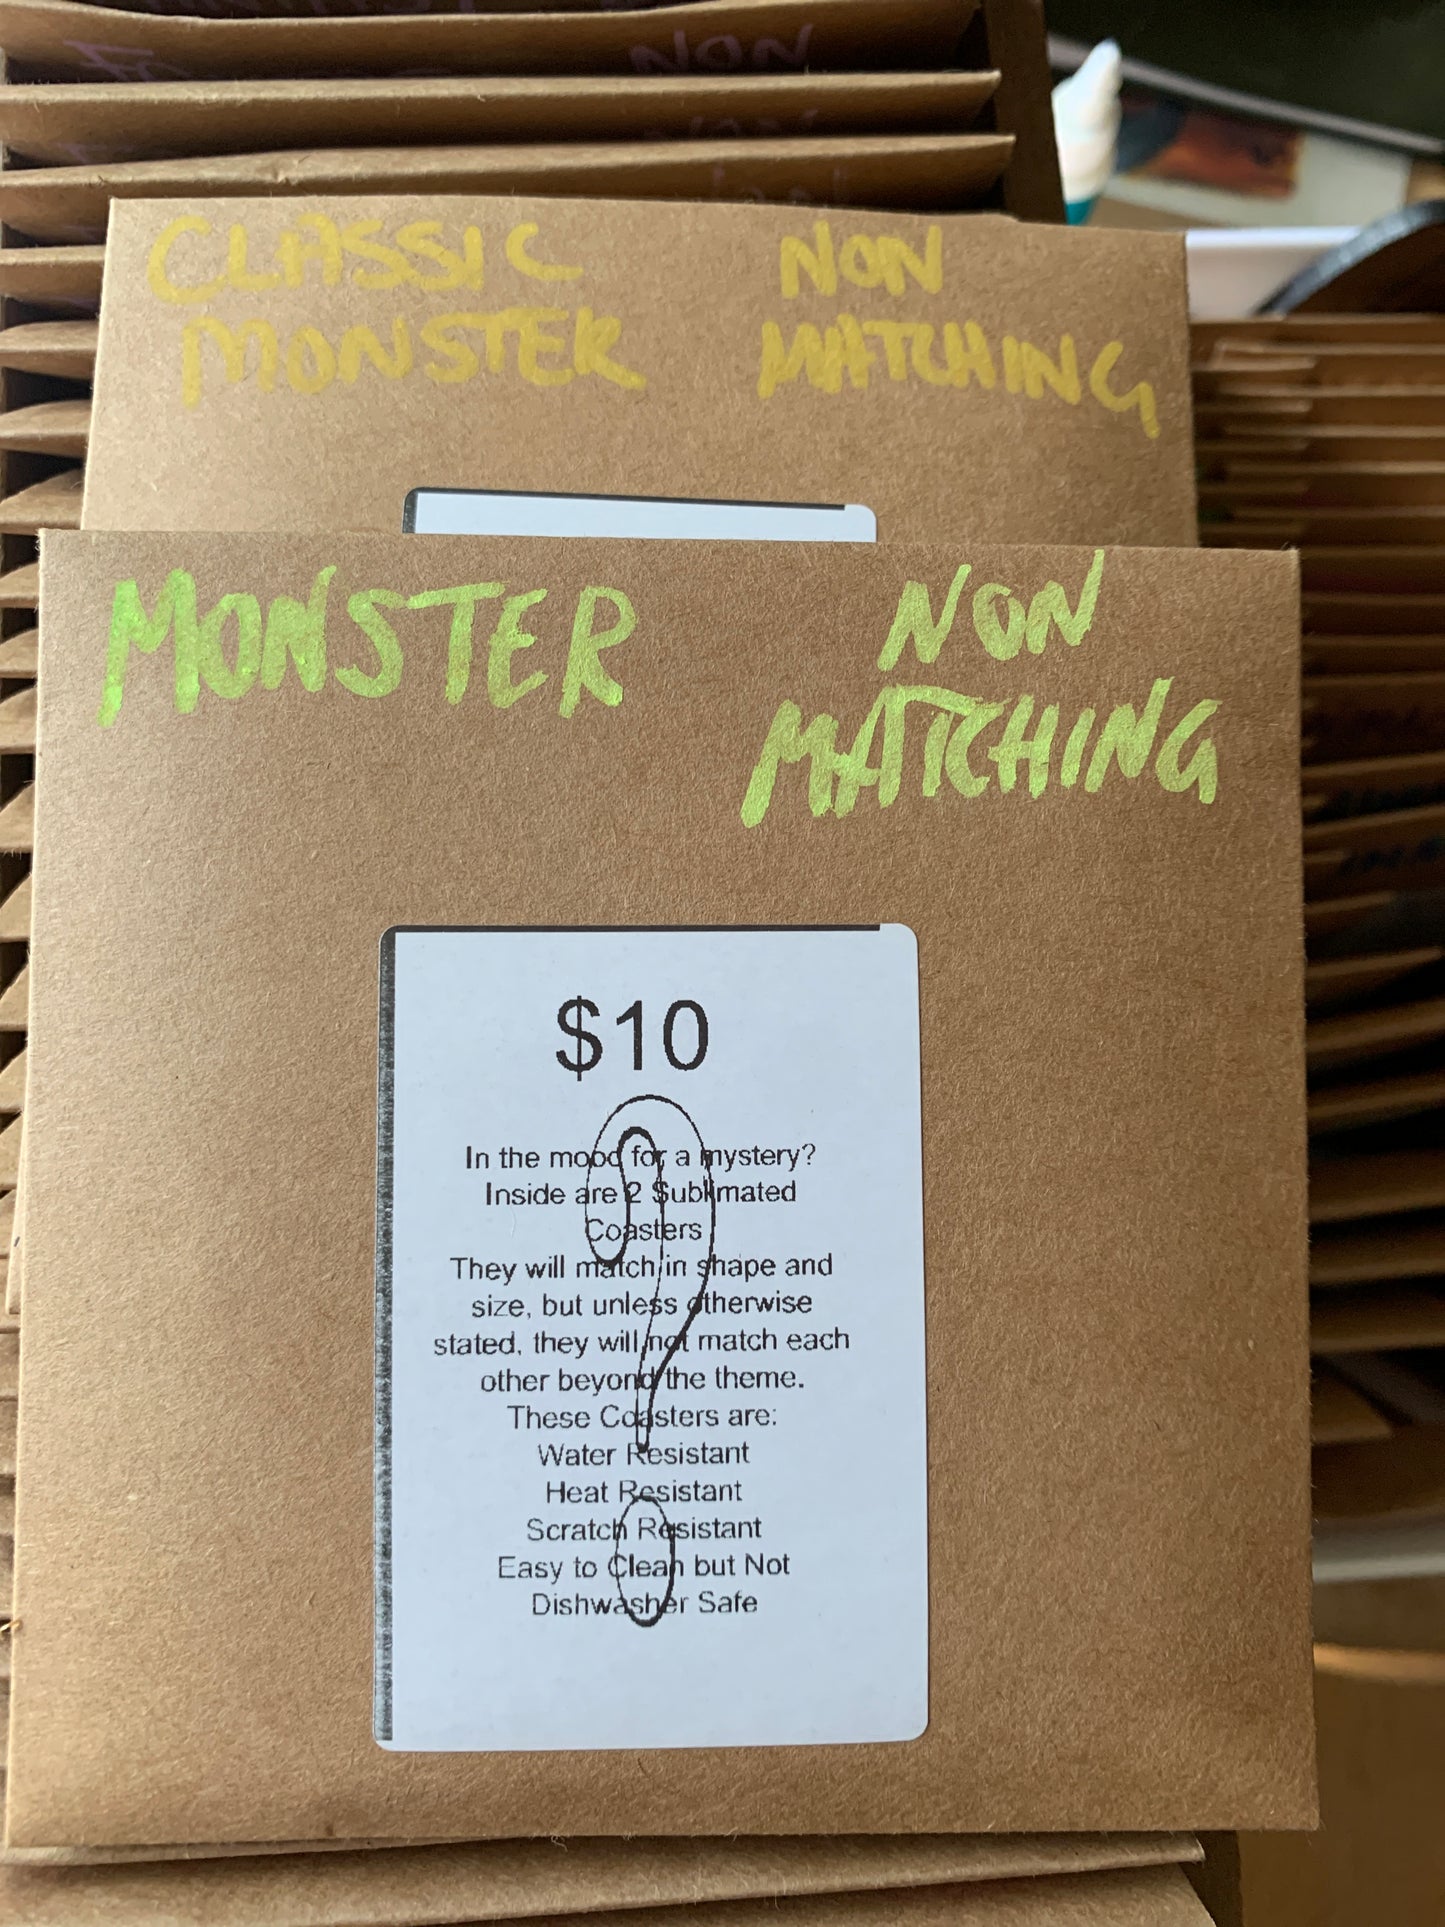 NON
CLASSIC
MONSTER
NON
MATCHING
MONSTER
NON
MATCHING
$10
In the mood for a mystery?
Inside are 2 Sublimated
Coasters
They will match in shape and
size, but unless otherwise
stated, they will not match each
other beyond the theme.
These Coasters are:
Water Resistant
Heat Resistant
Scratch Resistant
Easy to Clean but Not
Dishwasher Safe